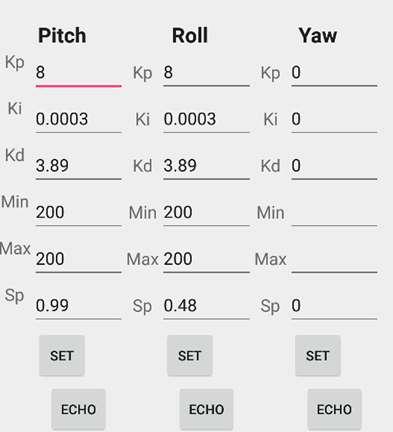 Pitch Roll Yaw
Kp 8 Kp 8 Kp 0
Ki 0.0003 Ki 0.0003 Ki 0
Kd 3.89 Kd 3.89 Kd 0
Min 200 Min 200 Min
Max 200 Max 200 Max
Sp 0.99 Sp 0.48 Sp 0
SET SET SET
ECHO ECHO ECHO